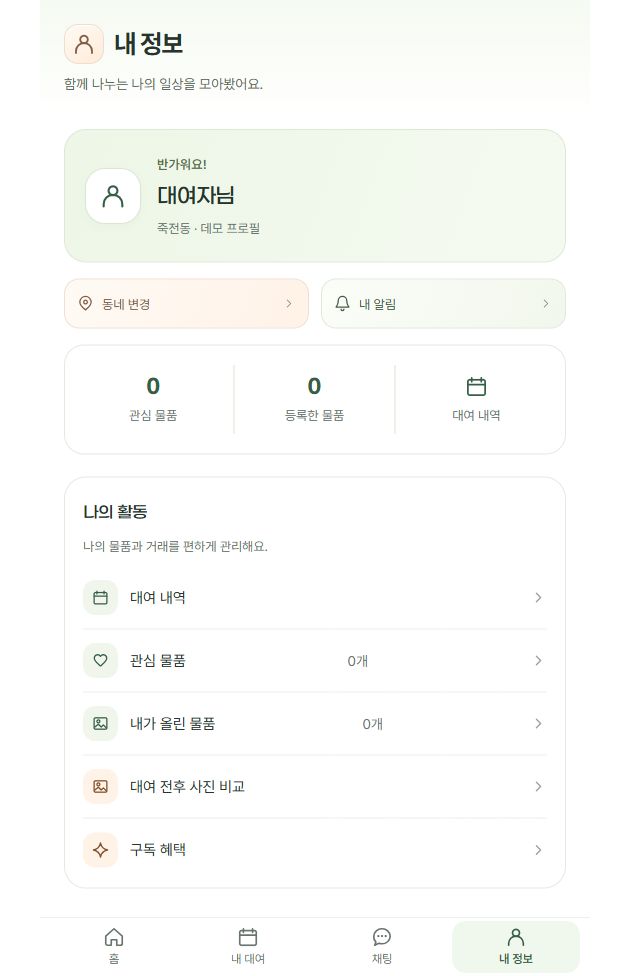 내 정보
함께 나누는 나의 일상을 모아봤어요.
반가워요!
대여자님
죽전동 · 데모 프로필
동네 변경
내 알림
0
관심 물품
0
등록한 물품
대여 내역
나의 활동
나의 물품과 거래를 편하게 관리해요.
대여 내역
관심 물품 0개
내가 올린 물품 0개
대여 전후 사진 비교
구독 혜택
홈
내 대여
채팅
내 정보